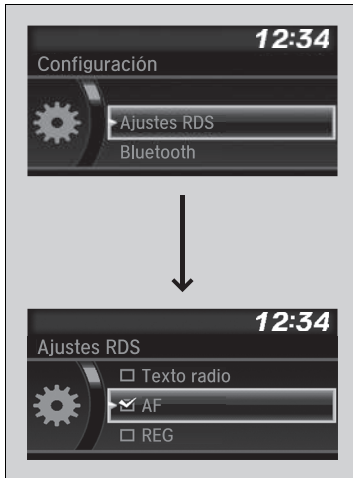 12:34
Configuración
Ajustes RDS
Bluetooth
12:34
Ajustes RDS
Texto radio
AF
REG